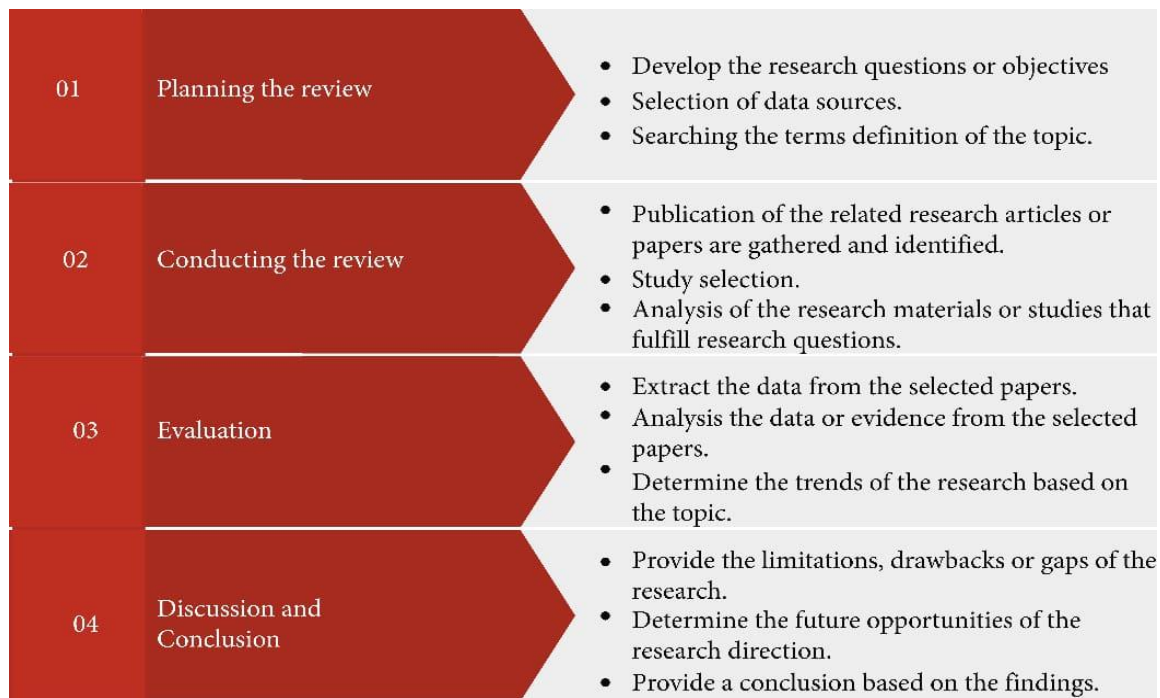 01
Planning the review
• Develop the research questions or objectives
• Selection of data sources.
• Searching the terms definition of the topic.
02
Conducting the review
• Publication of the related research articles or
papers are gathered and identified.
• Study selection.
• Analysis of the research materials or studies that
fulfill research questions.
03
Evaluation
• Extract the data from the selected papers.
• Analysis the data or evidence from the selected
papers.
• Determine the trends of the research based on
the topic.
04
Discussion and
Conclusion
• Provide the limitations, drawbacks or gaps of the
research.
• Determine the future opportunities of the
research direction.
• Provide a conclusion based on the findings.